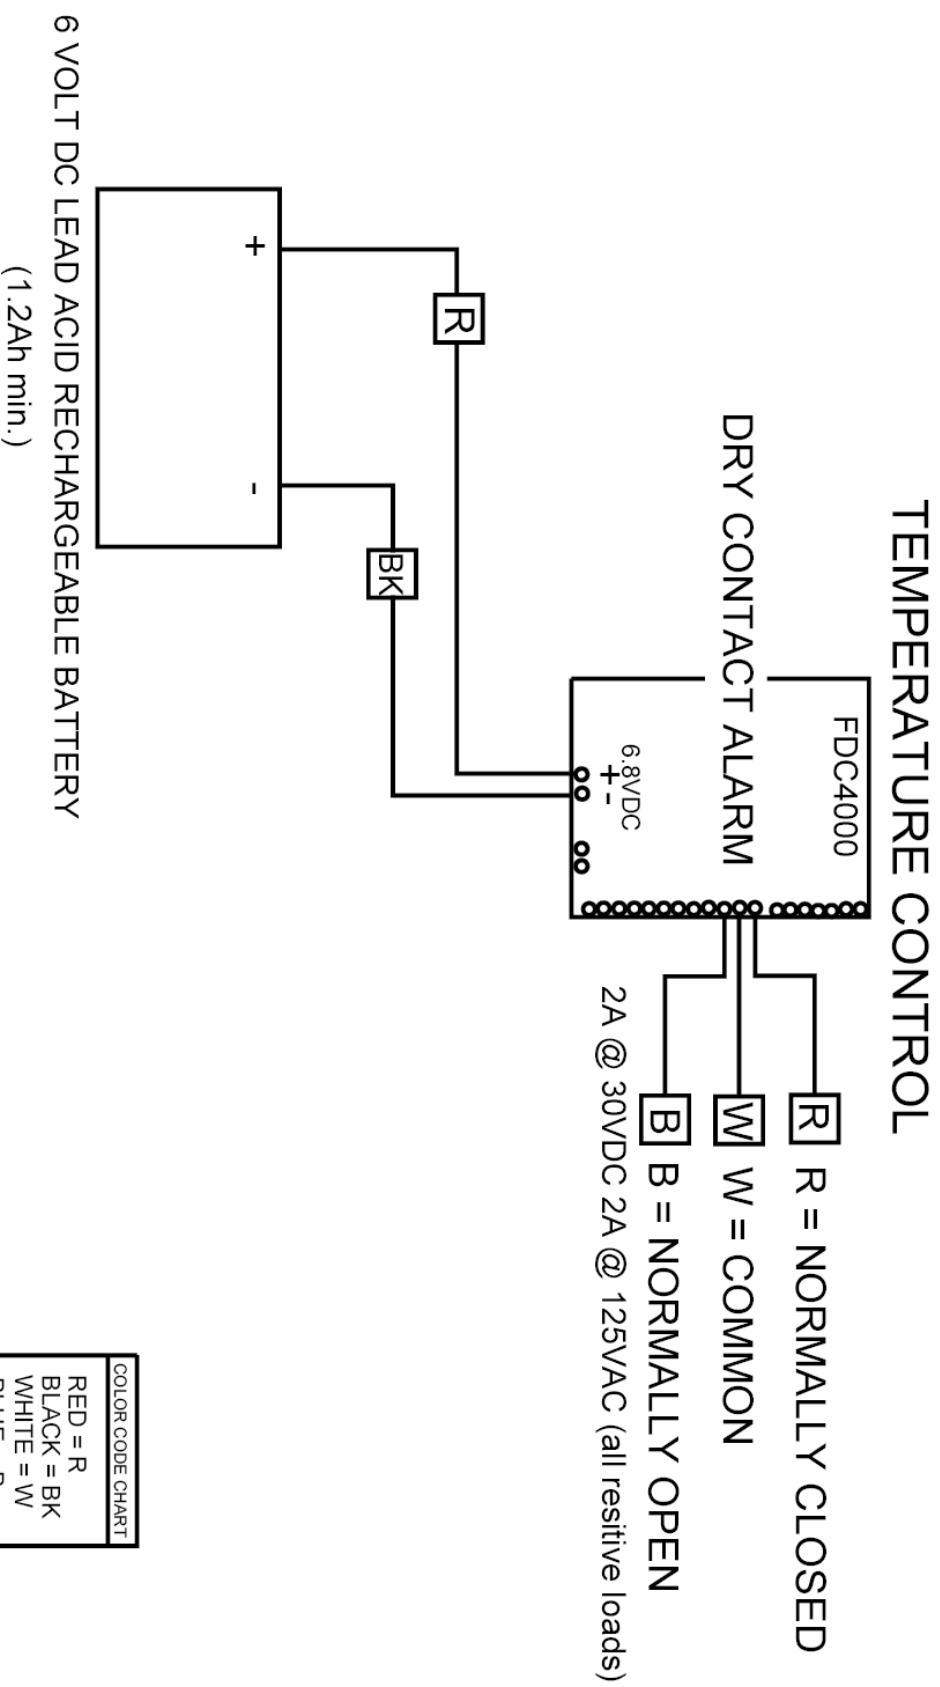 TEMPERATURE CONTROL
FDC4000
DRY CONTACT ALARM
6.8VDC
+ -
R
R = NORMALLY CLOSED
W
W = COMMON
B
B = NORMALLY OPEN
2A @ 30VDC 2A @ 125VAC (all resitive loads)
R
BK
+ -
6 VOLT DC LEAD ACID RECHARGEABLE BATTERY
(1.2Ah min.)
COLOR CODE CHART
RED = R
BLACK = BK
WHITE = W